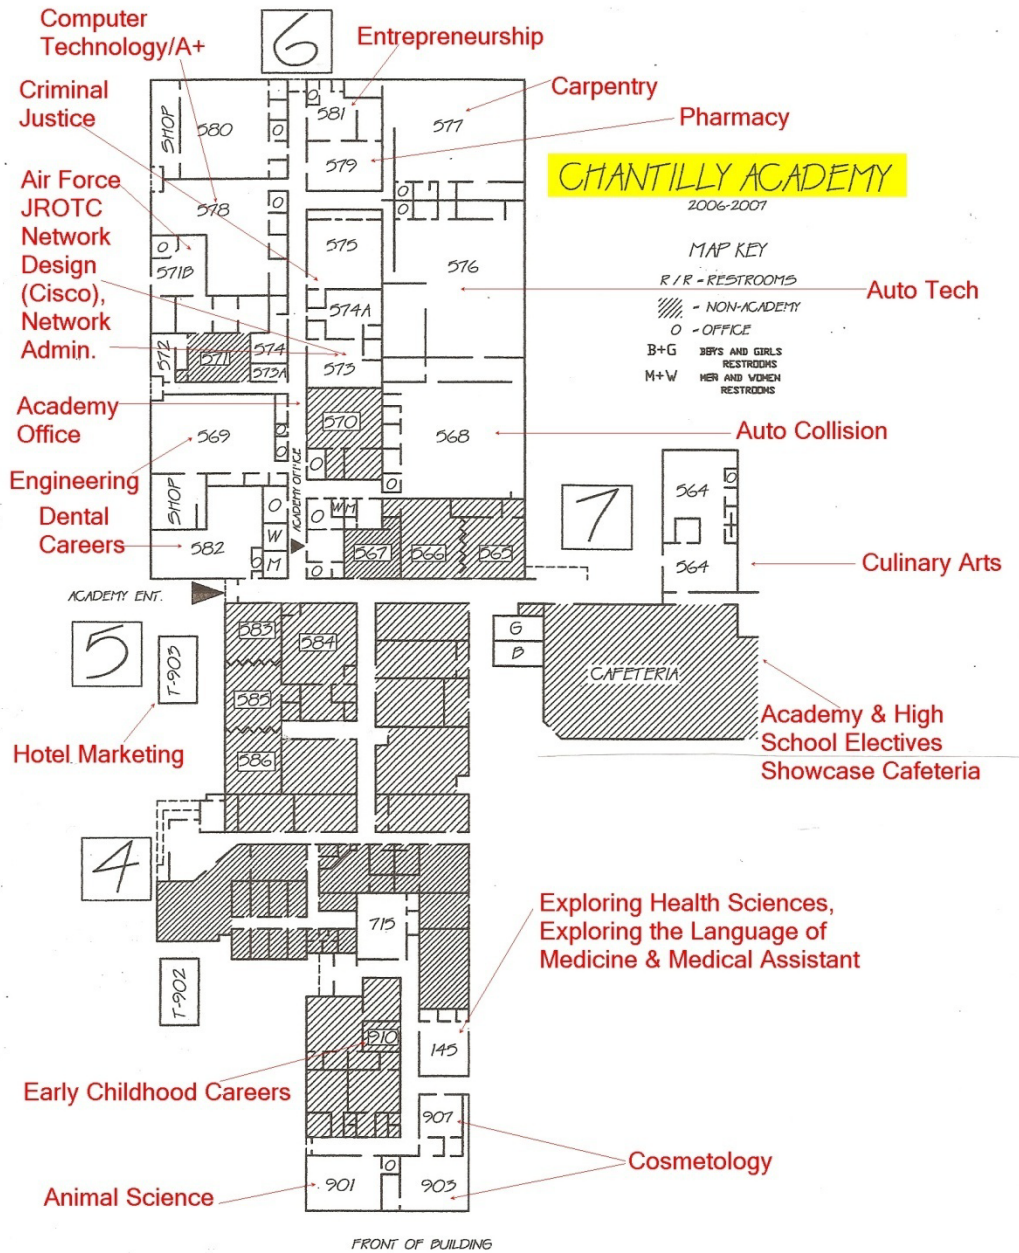 Computer
Technology/A+
6
Entrepreneurship
Criminal
Justice
Carpentry
Pharmacy
SHOP
580
O
O
581
577
579
CHANTILLY ACADEMY
2006-2007
Air Force
JROTC
Network
Design
(Cisco),
Network
Admin.
578
O
O
O
O
571B
575
576
574A
MAP KEY
R / R - RESTROOMS
- NON-ACADEMY
O - OFFICE
B+G BOYS AND GIRLS
RESTROOMS
M+W MEN AND WOMEN
RESTROOMS
Auto Tech
572
571
574
573A
573
Academy
Office
569
O
O
570
568
Auto Collision
Engineering
ACADEMY OFFICE
O
O
SHOP
Dental
Careers
582
O
W
M
O
O
W M
O
567
566
565
7
564
O
564
Culinary Arts
ACADEMY ENT.
5
T-903
583
584
585
586
G
B
CAFETERIA
Hotel Marketing
Academy & High
School Electives
Showcase Cafeteria
4
715
T-902
Exploring Health Sciences,
Exploring the Language of
Medicine & Medical Assistant
910
145
Early Childhood Careers
907
Cosmetology
Animal Science
901
O
903
FRONT OF BUILDING